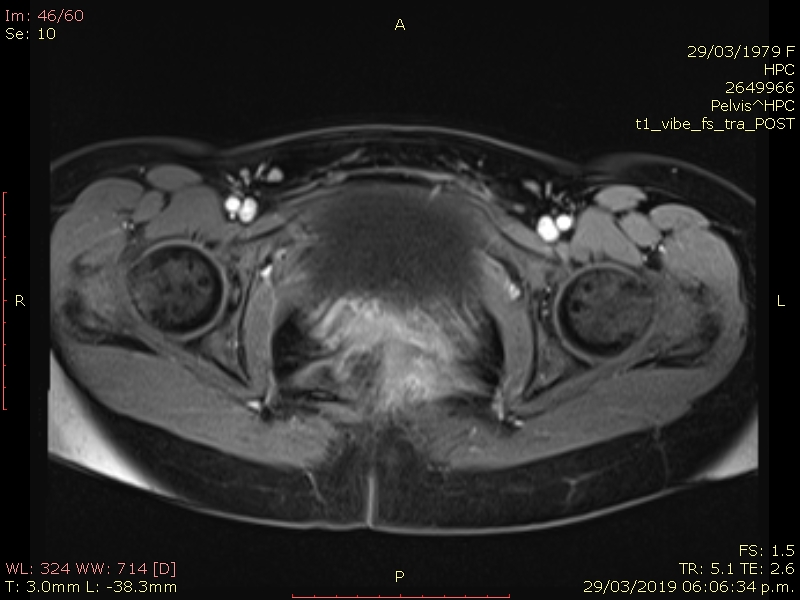 Im: 46/60
Se: 10
A
29/03/1979 F
HPC
2649966
Pelvis^HPC
t1_vibe_fs_tra_POST
R
L
WL: 324 WW: 714 [D]
T: 3.0mm L: -38.3mm
P
FS: 1.5
TR: 5.1 TE: 2.6
29/03/2019 06:06:34 p.m.